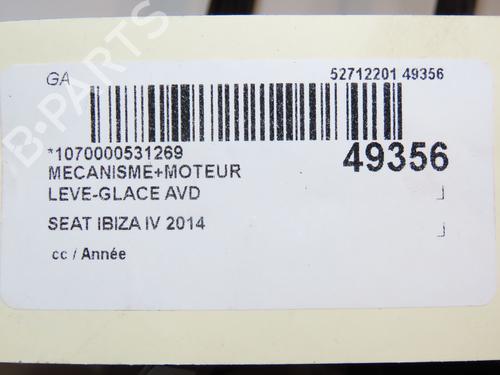 GA
52712201 49356
*1070000531269
49356
MECANISME+MOTEUR
LEVE-GLACE AVD
SEAT IBIZA IV 2014
cc / Année
B-PARTS